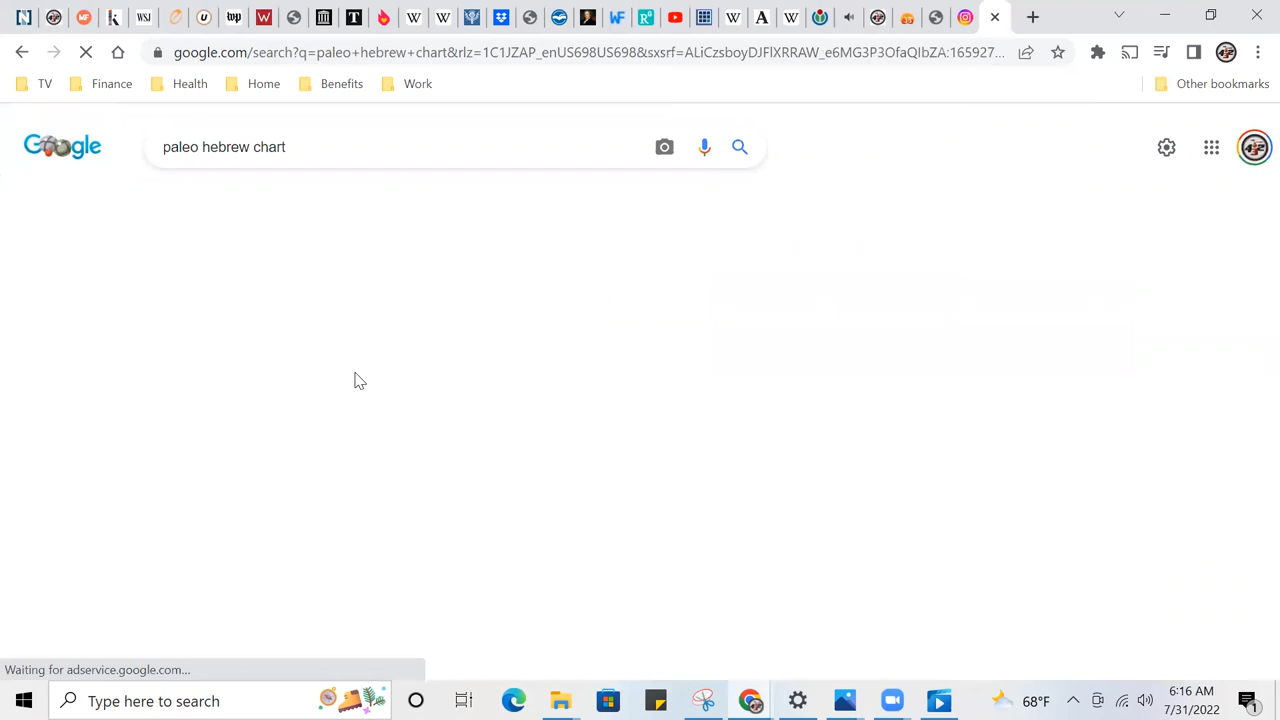 google.com/search?q=paleo+hebrew+chart&rlz=1C1JZAP_enUS698US698&sxsrf=ALiCzsboyDJFIXRRAW_e6MG3P3OfaQIbZA:165927...
TV Finance Health Home Benefits Work Other bookmarks
Google paleo hebrew chart
Waiting for adservice.google.com...
Type here to search 68°F 6:16 AM
7/31/2022